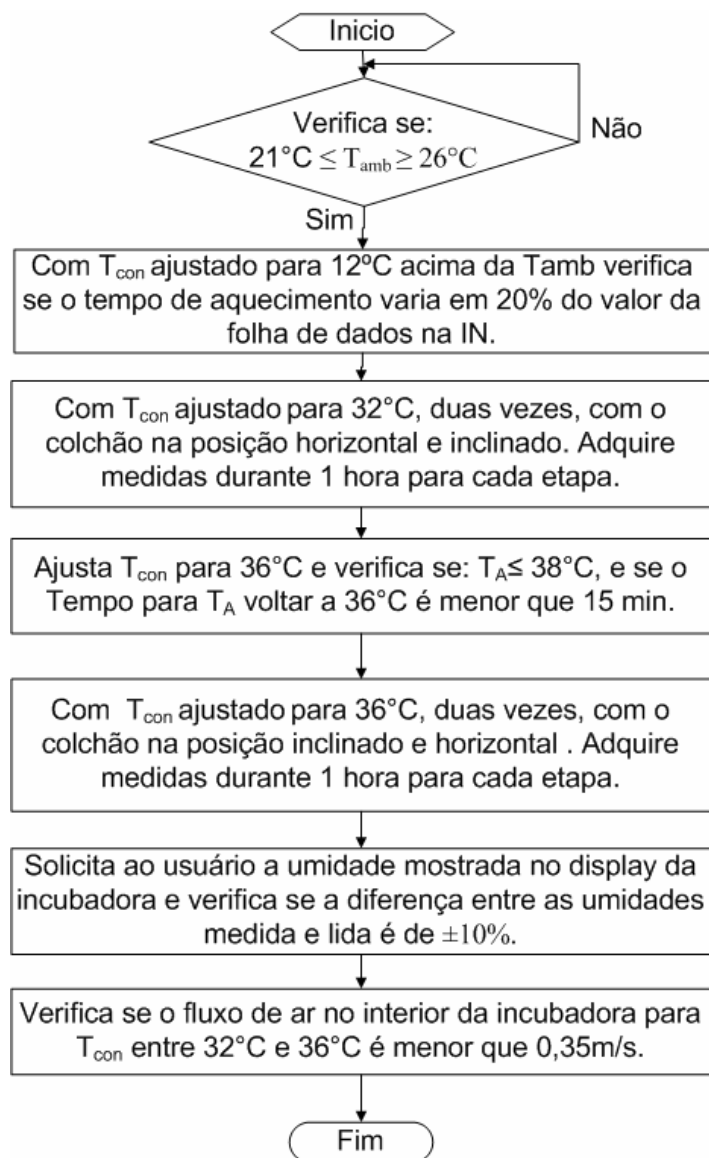 Inicio
Verifica se:
21°C ≤ Tamb ≥ 26°C
Não
Sim
Com Tcon ajustado para 12ºC acima da Tamb verifica
se o tempo de aquecimento varia em 20% do valor da
folha de dados na IN.
Com Tcon ajustado para 32°C, duas vezes, com o
colchão na posição horizontal e inclinado. Adquire
medidas durante 1 hora para cada etapa.
Ajusta Tcon para 36°C e verifica se: TA≤ 38°C, e se o
Tempo para TA voltar a 36°C é menor que 15 min.
Com Tcon ajustado para 36°C, duas vezes, com o
colchão na posição inclinado e horizontal . Adquire
medidas durante 1 hora para cada etapa.
Solicita ao usuário a umidade mostrada no display da
incubadora e verifica se a diferença entre as umidades
medida e lida é de ±10%.
Verifica se o fluxo de ar no interior da incubadora para
Tcon entre 32°C e 36°C é menor que 0,35m/s.
Fim